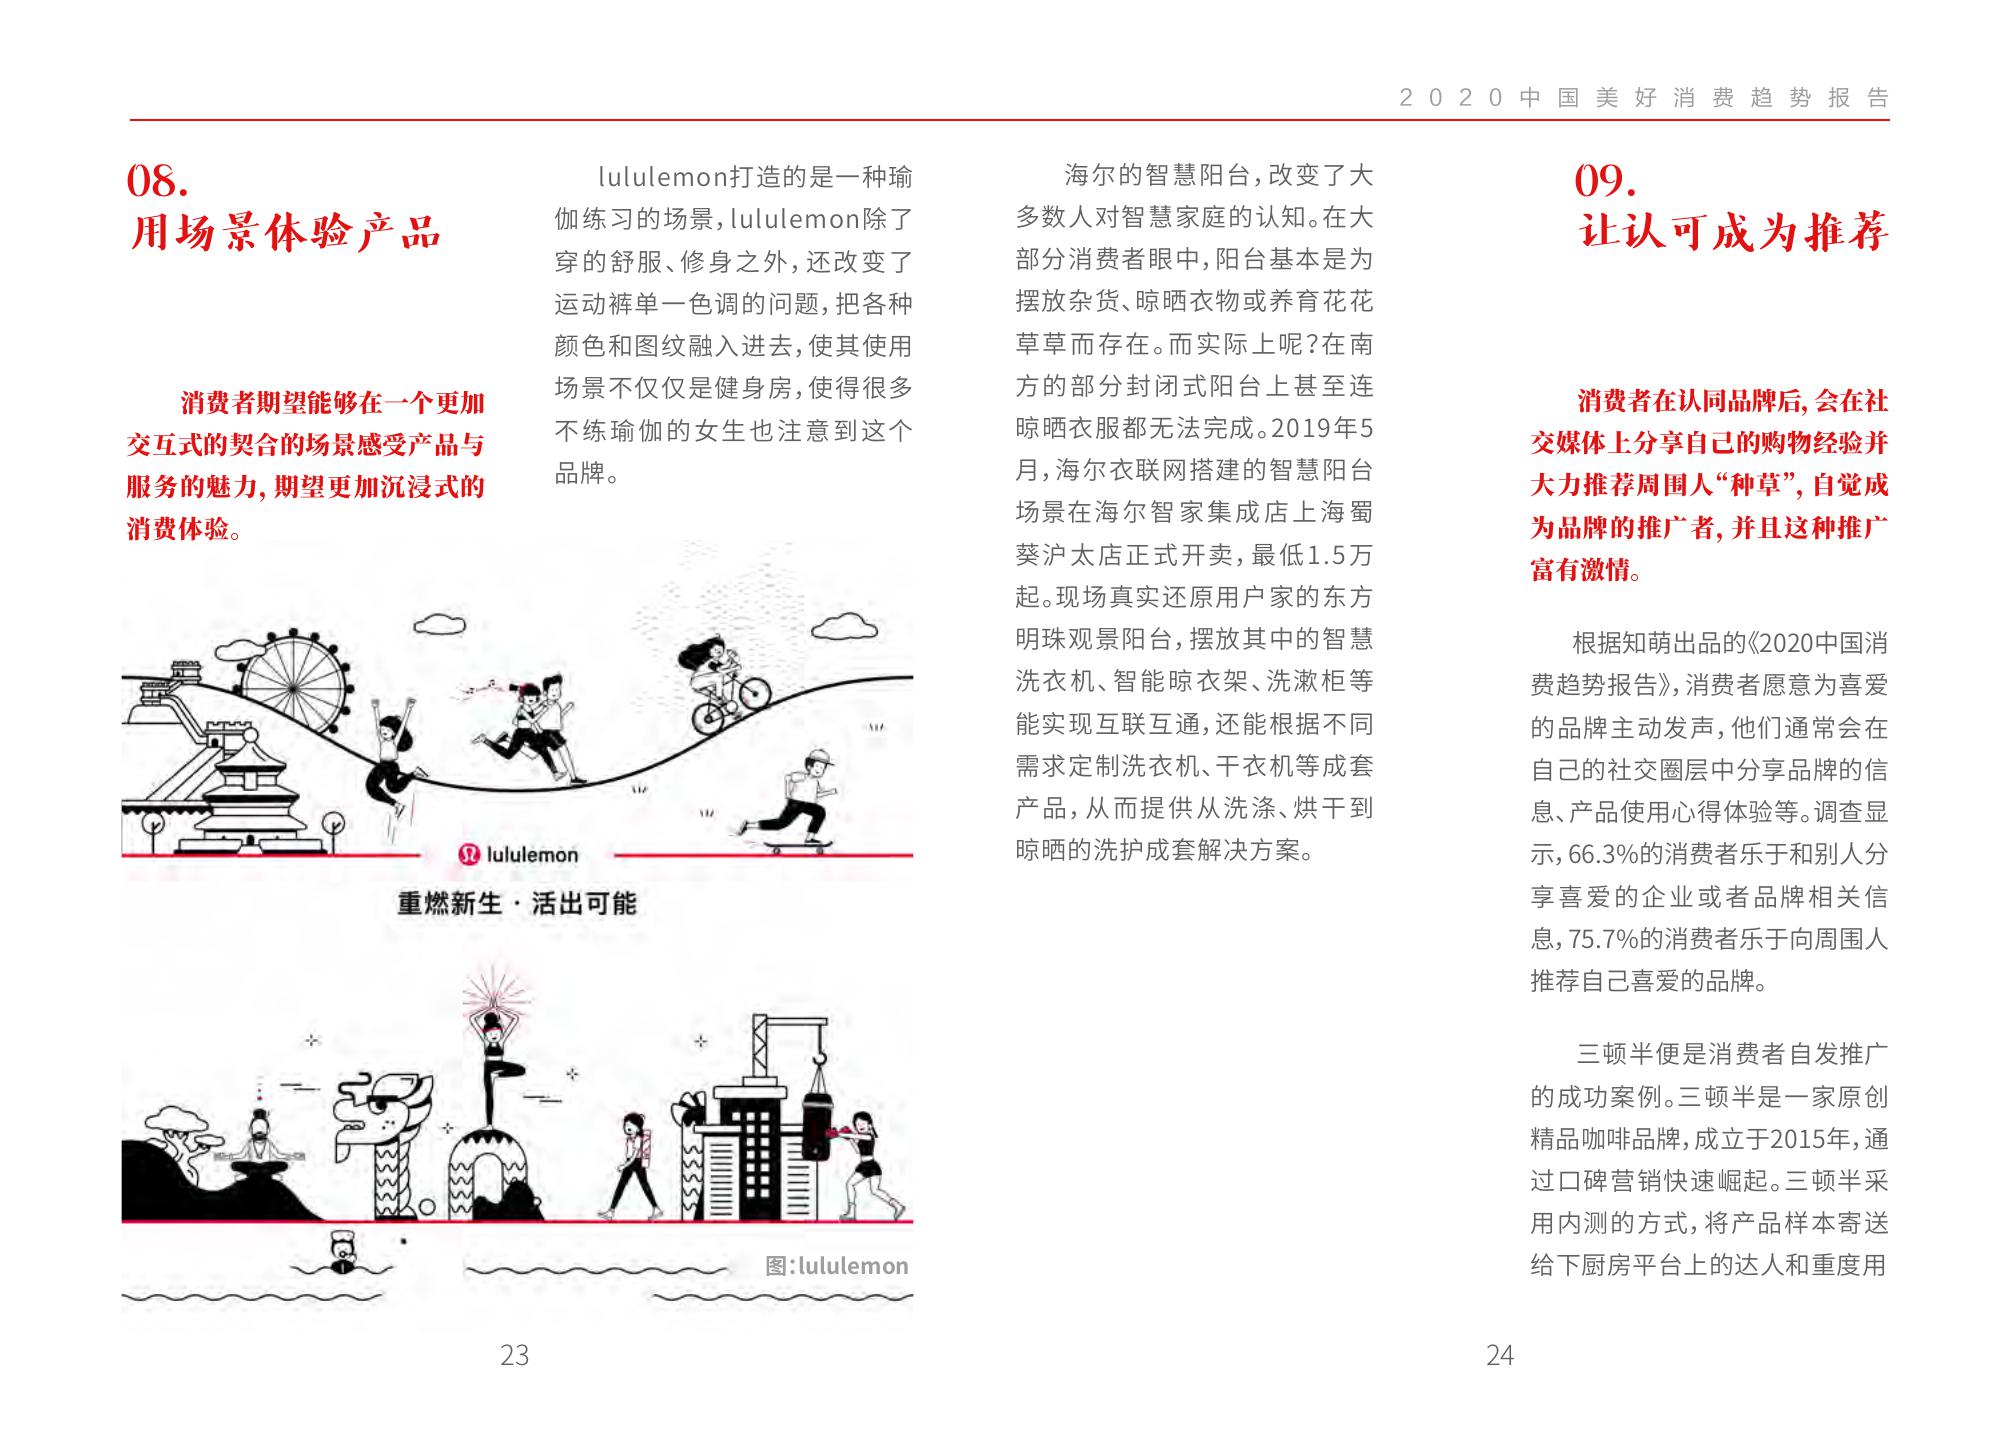 2020中国美好消费趋势报告
08.
用场景体验产品
消费者期望能够在一个更加
交互式的契合的场景感受产品与
服务的魅力,期望更加沉浸式的
消费体验。
lululemon打造的是一种瑜
伽练习的场景,lululemon除了
穿的舒服、修身之外,还改变了
运动裤单一色调的问题,把各种
颜色和图纹融入进去,使其使用
场景不仅仅是健身房,使得很多
不练瑜伽的女生也注意到这个
品牌。
lululemon
重燃新生·活出可能
图:lululemon
23
海尔的智慧阳台,改变了大
多数人对智慧家庭的认知。在大
部分消费者眼中,阳台基本是为
摆放杂货、晾晒衣物或养育花花
草草而存在。而实际上呢?在南
方的部分封闭式阳台上甚至连
晾晒衣服都无法完成。2019年5
月,海尔衣联网搭建的智慧阳台
场景在海尔智家集成店上海蜀
葵沪太店正式开卖,最低1.5万
起。现场真实还原用户家的东方
明珠观景阳台,摆放其中的智慧
洗衣机、智能晾衣架、洗漱柜等
能实现互联互通,还能根据不同
需求定制洗衣机、干衣机等成套
产品,从而提供从洗涤、烘干到
晾晒的洗护成套解决方案。
09.
让认可成为推荐
消费者在认同品牌后,会在社
交媒体上分享自己的购物经验并
大力推荐周围人“种草”,自觉成
为品牌的推广者,并且这种推广
富有激情。
根据知萌出品的《2020中国消
费趋势报告》,消费者愿意为喜爱
的品牌主动发声,他们通常会在
自己的社交圈层中分享品牌的信
息、产品使用心得体验等。调查显
示,66.3%的消费者乐于和别人分
享喜爱的企业或者品牌相关信
息,75.7%的消费者乐于向周围人
推荐自己喜爱的品牌。
三顿半便是消费者自发推广
的成功案例。三顿半是一家原创
精品咖啡品牌,成立于2015年,通
过口碑营销快速崛起。三顿半采
用内测的方式,将产品样本寄送
给下厨房平台上的达人和重度用
24